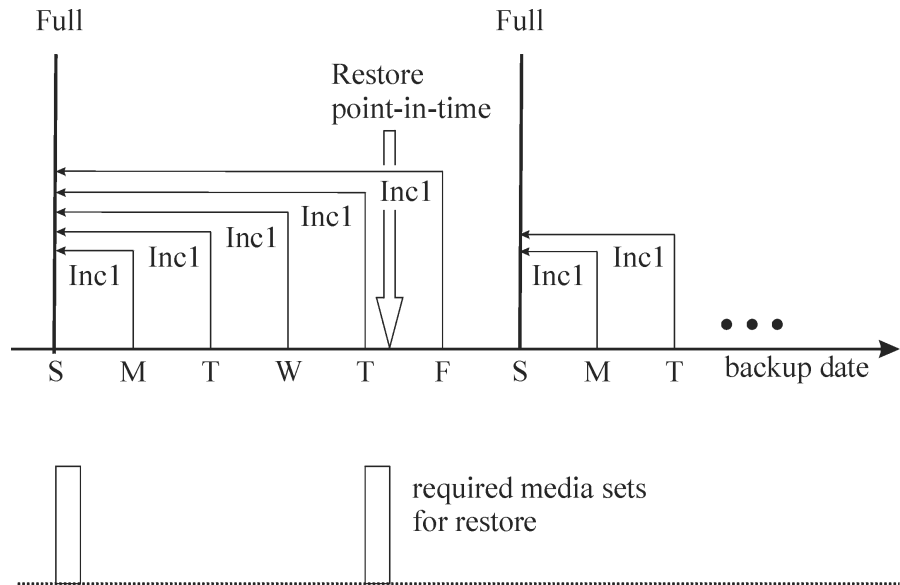 Full
Full
Restore
point-in-time
Inc1
Inc1
Inc1
Inc1
Inc1
Inc1
Inc1
S M T W T F S M T
backup date
required media sets
for restore